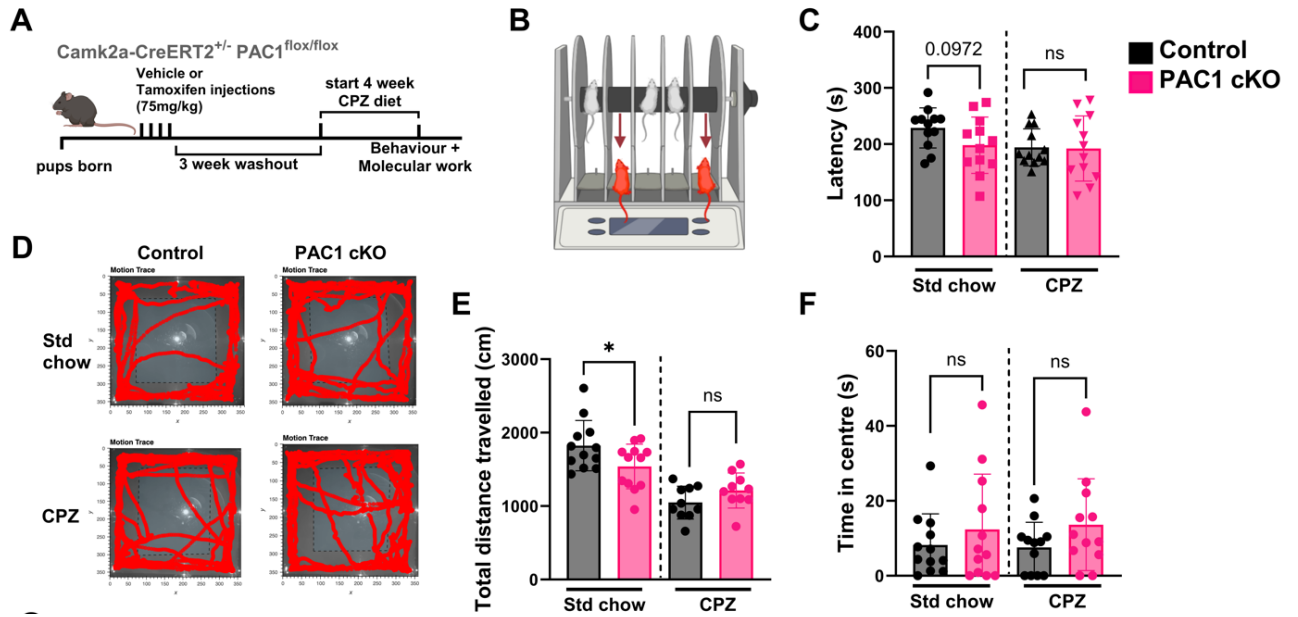 A
Camk2a-CreERT2+/- PAC1flox/flox
Vehicle or
Tamoxifen injections
(75mg/kg)
start 4 week
CPZ diet
pups born
3 week washout
Behaviour +
Molecular work
B
C
Latency (s)
400
300
200
100
0
0.0972
ns
Std chow
CPZ
Control
PAC1 cKO
D
Control
PAC1 cKO
Std
chow
CPZ
Motion Trace
Motion Trace
Motion Trace
Motion Trace
E
Total distance travelled (cm)
3000
2000
1000
0
*
ns
Std chow
CPZ
F
Time in centre (s)
60
40
20
0
ns
ns
Std chow
CPZ